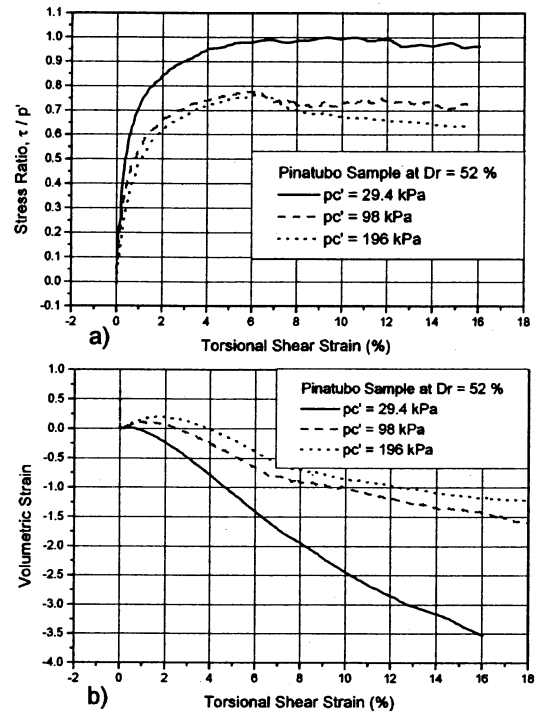 1.1
1.0
0.9
0.8
0.7
0.6
0.5
0.4
0.3
0.2
0.1
0.0
-0.1
Stress Ratio, τ / p'
Pinatubo Sample at Dr = 52 %
pc' = 29.4 kPa
pc' = 98 kPa
pc' = 196 kPa
-2 0 2 4 6 8 10 12 14 16 18
a)
Torsional Shear Strain (%)
1.0
0.5
0.0
-0.5
-1.0
-1.5
-2.0
-2.5
-3.0
-3.5
-4.0
Volumetric Strain
Pinatubo Sample at Dr = 52 %
pc' = 29.4 kPa
pc' = 98 kPa
pc' = 196 kPa
-2 0 2 4 6 8 10 12 14 16 18
b)
Torsional Shear Strain (%)